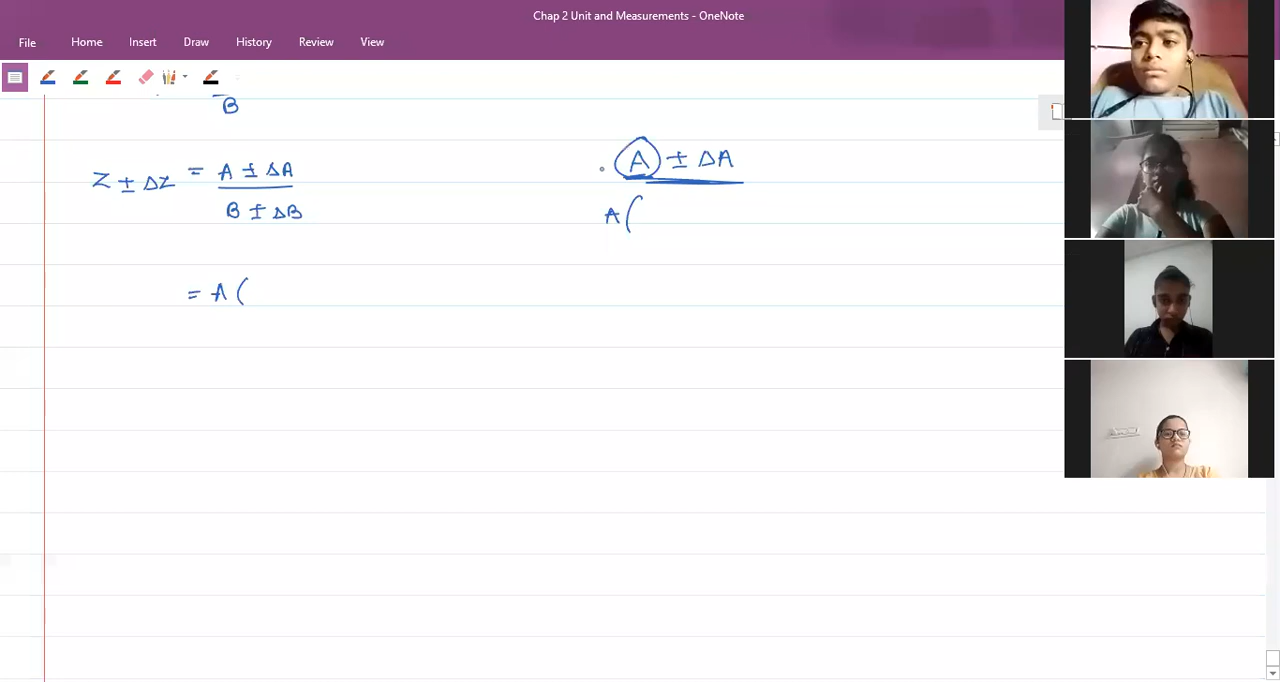 Chap 2 Unit and Measurements - OneNote
File Home Insert Draw History Review View
B
Z ± ΔZ = A ± ΔA
B ± ΔB
= A (
A ± ΔA
A (